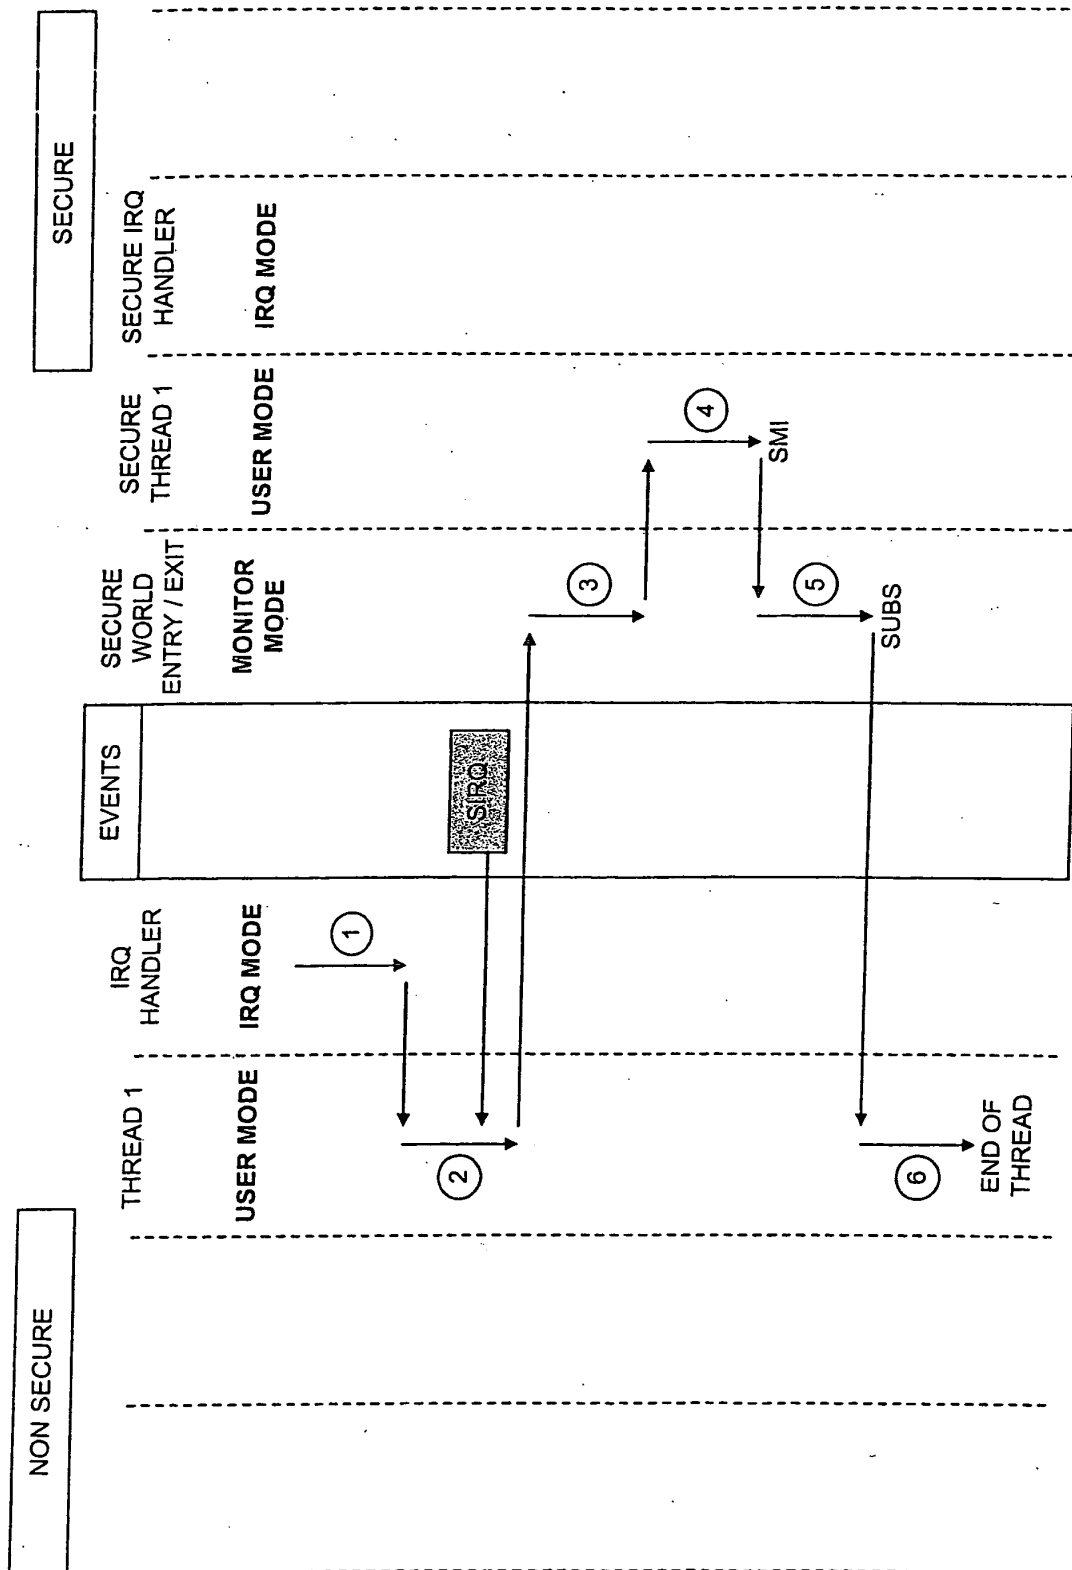 NON SECURE
SECURE
THREAD 1
USER MODE
IRQ
HANDLER
IRQ MODE
EVENTS
SECURE
WORLD
ENTRY / EXIT
MONITOR
MODE
SECURE
THREAD 1
USER MODE
SECURE IRQ
HANDLER
IRQ MODE
1
2
SIRQ
3
4
SMI
5
SUBS
6
END OF
THREAD